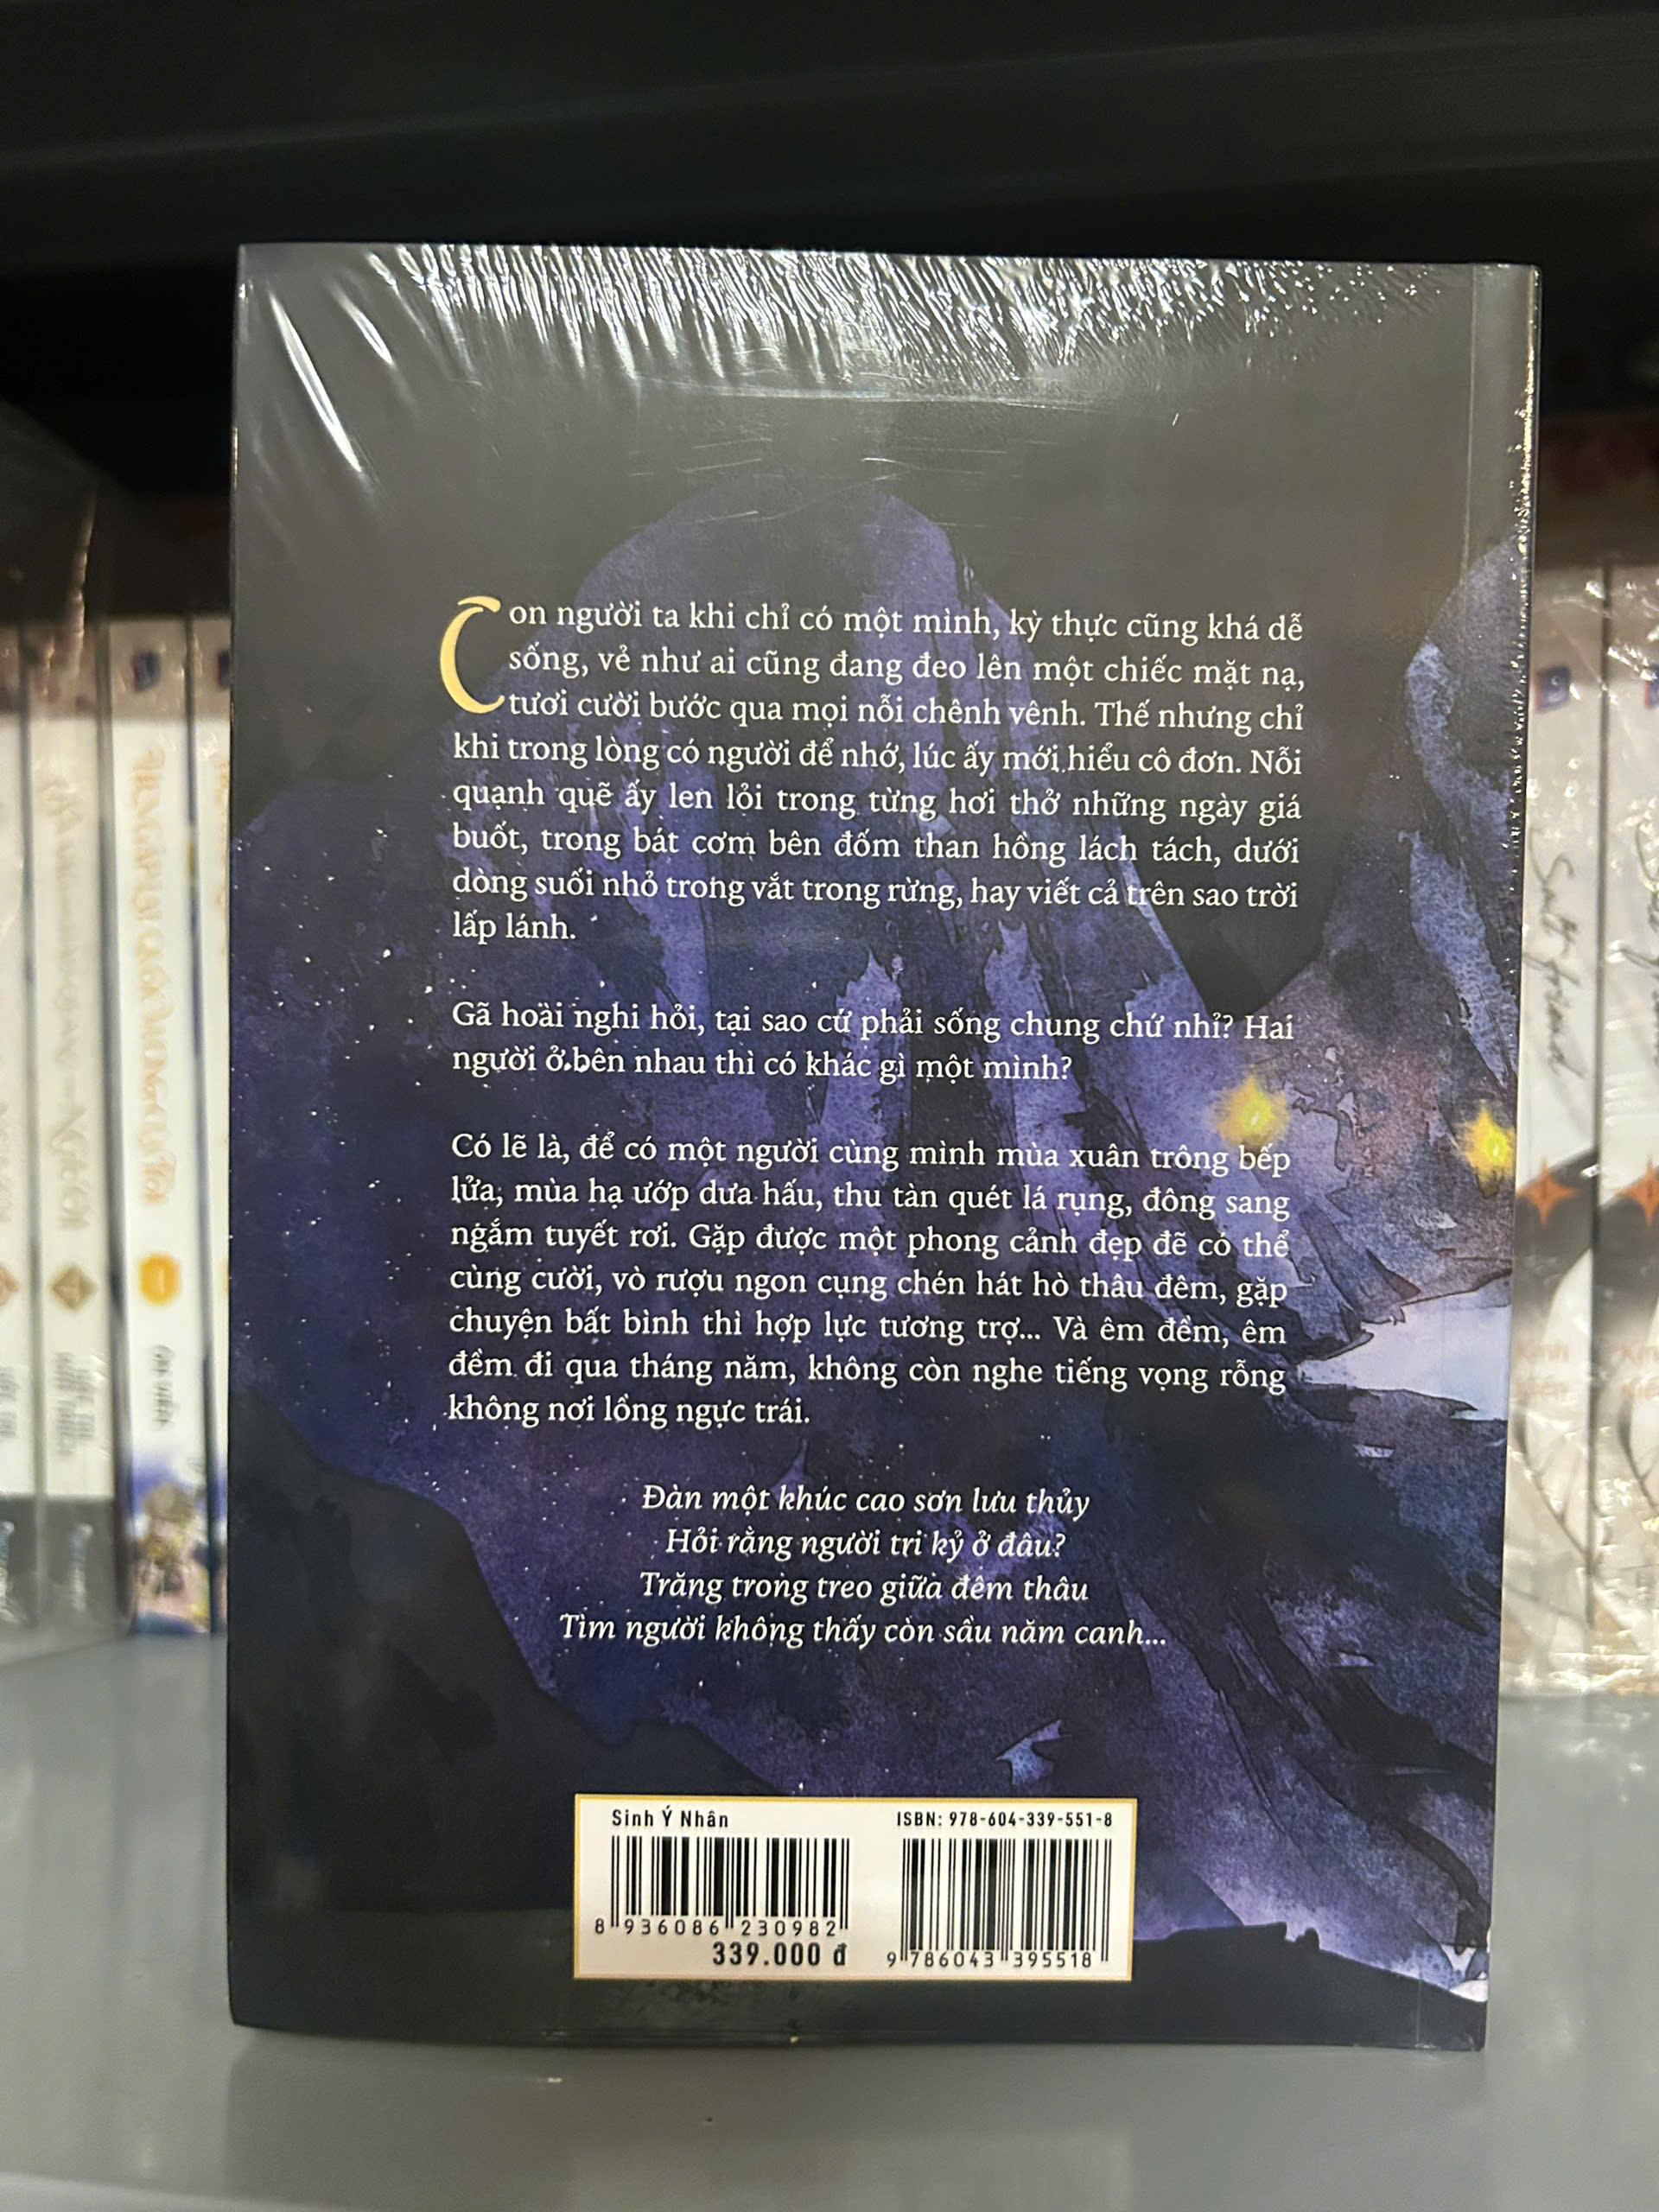 Con người ta khi chỉ có một mình, kỳ thực cũng khá dễ
sống, vẻ như ai cũng đang đeo lên một chiếc mặt nạ,
tươi cười bước qua mọi nỗi chênh vênh. Thế nhưng chỉ
khi trong lòng có người để nhớ, lúc ấy mới hiểu cô đơn. Nỗi
quạnh quẽ ấy len lỏi trong từng hơi thở những ngày giá
buốt, trong bát cơm bên đốm than hồng lách tách, dưới
dòng suối nhỏ trong vắt trong rừng, hay viết cả trên sao trời
lấp lánh.
Gã hoài nghi hỏi, tại sao cứ phải sống chung chứ nhỉ? Hai
người ở bên nhau thì có khác gì một mình?
Có lẽ là, để có một người cùng mình mùa xuân trông bếp
lửa, mùa hạ ướp dưa hấu, thu tàn quét lá rụng, đông sang
ngắm tuyết rơi. Gặp được một phong cảnh đẹp đẽ có thể
cùng cười, vò rượu ngon cụng chén hát hò thâu đêm, gặp
chuyện bất bình thì hợp lực tương trợ... Và êm đềm, êm
đềm đi qua tháng năm, không còn nghe tiếng vọng rỗng
không nơi lồng ngực trái.
Đàn một khúc cao sơn lưu thủy
Hỏi rằng người tri kỷ ở đâu?
Trăng trong treo giữa đêm thâu
Tìm người không thấy còn sầu năm canh...
Sinh Ý Nhân
8 936086 230982
339.000 đ
ISBN: 978-604-339-551-8
9 786043 395518